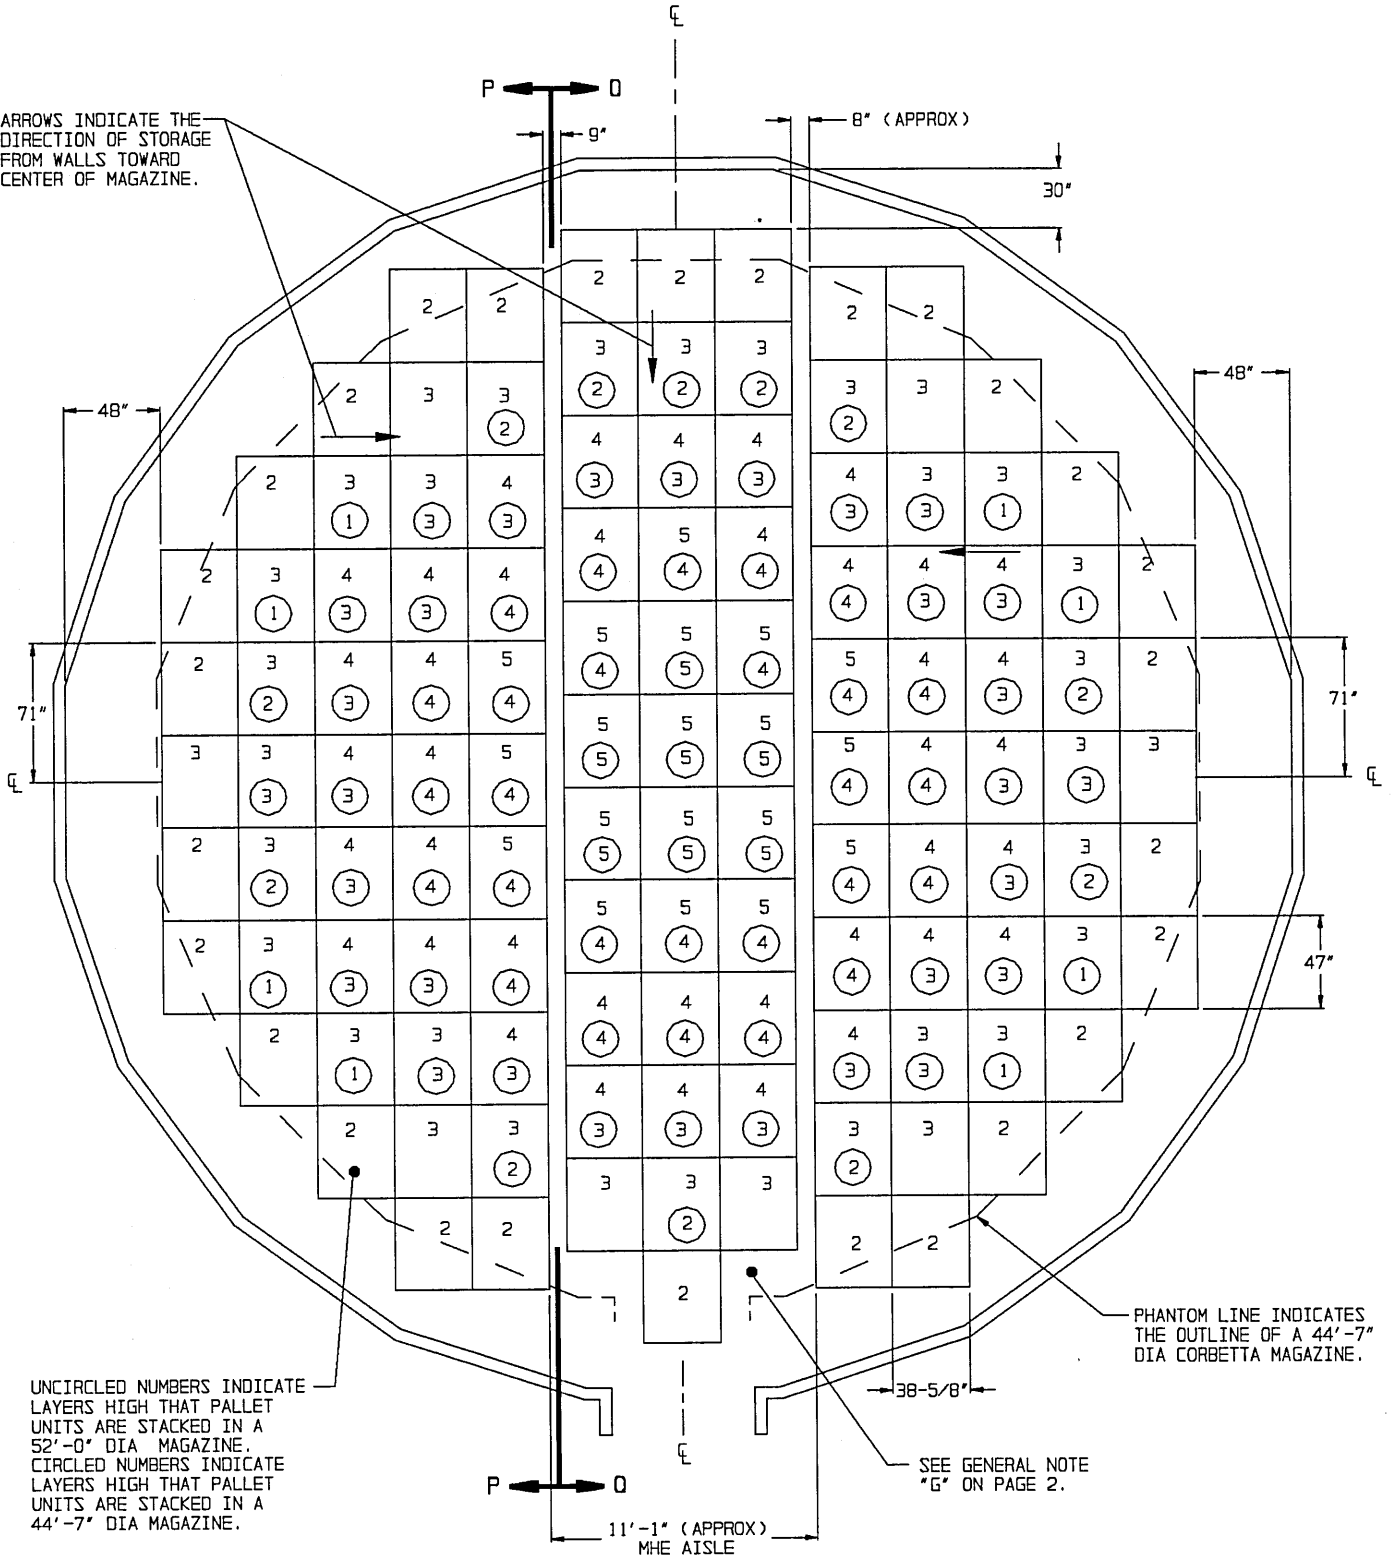 ℄
P O
ARROWS INDICATE THE
DIRECTION OF STORAGE
FROM WALLS TOWARD
CENTER OF MAGAZINE.
9"
8" (APPROX)
30"
2 2 2
2 2
2 2
3 3 3
2 2 2
2 3 3
2
3 3 2
2
48"
48"
4 4 4
3 3 3
2 3 3 4
1 3 3
4 3 3 2
3 3 1
4 5 4
4 4 4
2 3 4 4 4
1 3 3 4
4 4 4 3 2
4 3 3 1
5 5 5
4 5 4
2 3 4 4 5
2 3 4 4
5 4 4 3 2
4 4 3 2
71"
71"
5 5 5
5 5 5
3 3 4 4 5
3 3 4 4
5 4 4 3 3
4 4 3 3
℄
℄
5 5 5
5 5 5
2 3 4 4 5
2 3 4 4
5 4 4 3 2
4 4 3 2
5 5 5
4 4 4
2 3 4 4 4
1 3 3 4
4 4 4 3 2
4 3 3 1
47"
4 4 4
4 4 4
2 3 3 4
1 3 3
4 3 3 2
3 3 1
4 4 4
3 3 3
2 3 3
2
3 3 2
2
3 3 3
2
2 2
2 2
2
PHANTOM LINE INDICATES
THE OUTLINE OF A 44'-7"
DIA CORBETTA MAGAZINE.
38-5/8"
UNCIRCLED NUMBERS INDICATE
LAYERS HIGH THAT PALLET
UNITS ARE STACKED IN A
52'-0" DIA MAGAZINE.
CIRCLED NUMBERS INDICATE
LAYERS HIGH THAT PALLET
UNITS ARE STACKED IN A
44'-7" DIA MAGAZINE.
℄
SEE GENERAL NOTE
"G" ON PAGE 2.
P O
11'-1" (APPROX)
MHE AISLE